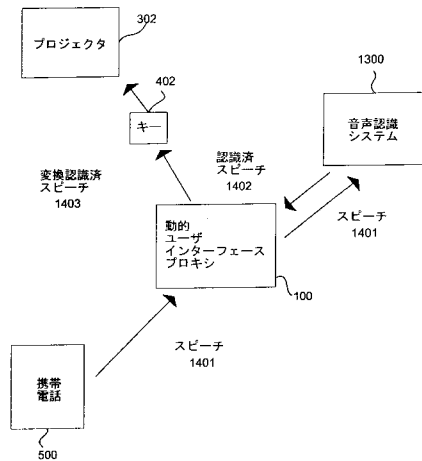 302
プロジェクタ
402
1300
キー
音声認識
システム
変換認識済
スピーチ
1403
認識済
スピーチ
1402
スピーチ
1401
動的
ユーザ
インターフェース
プロキシ
100
スピーチ
1401
携帯
電話
500